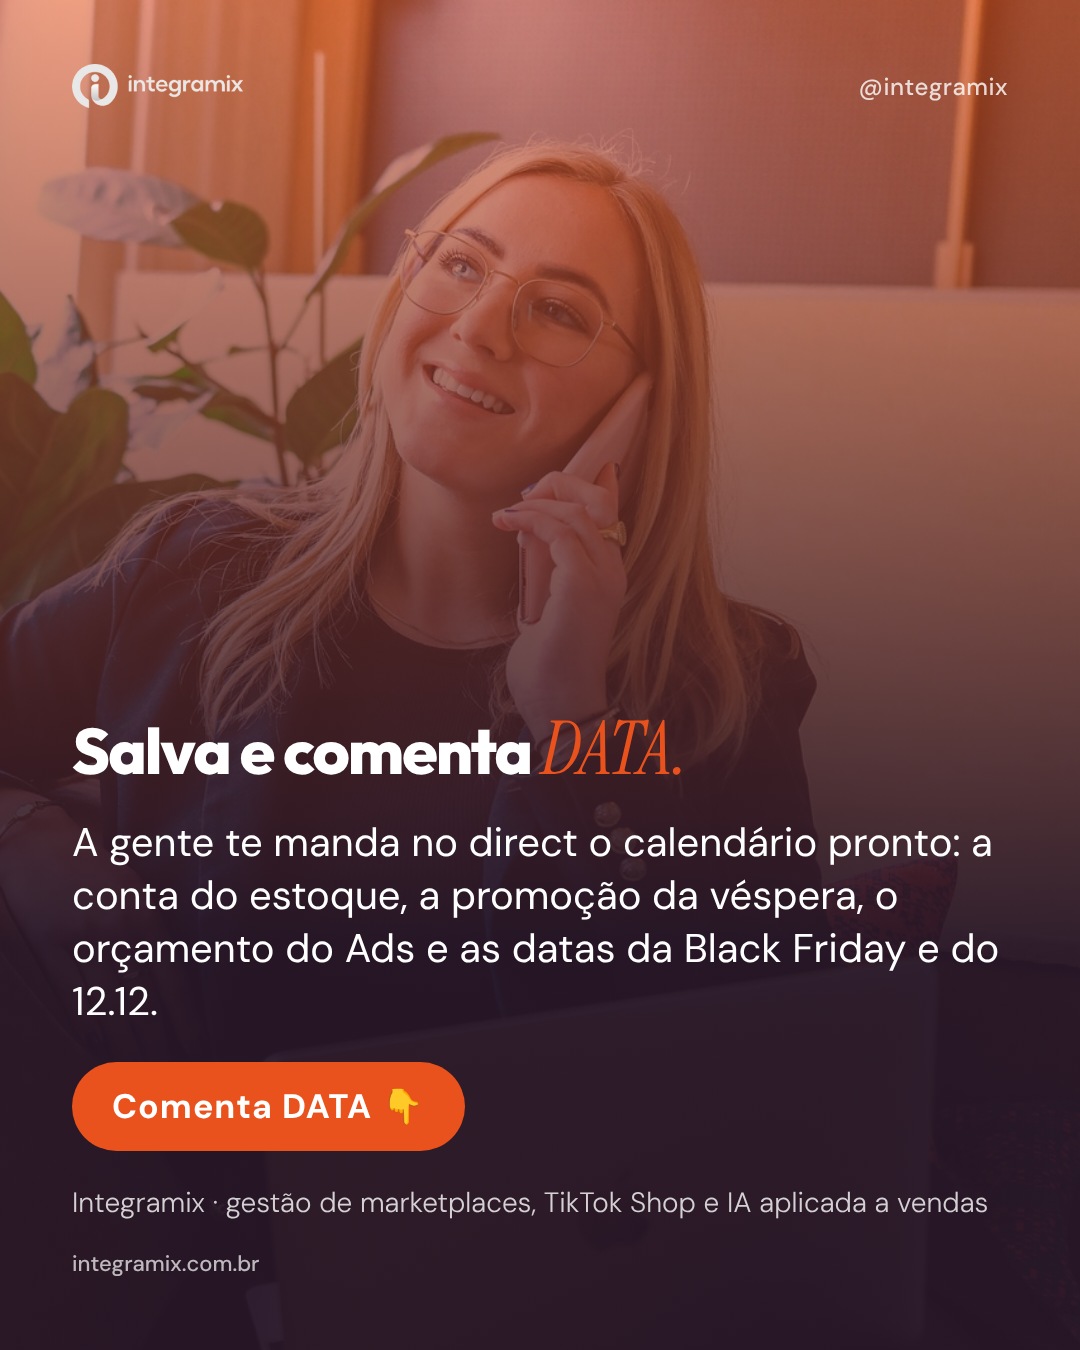 integramix
@integramix
Salva e comenta DATA.
A gente te manda no direct o calendário pronto: a
conta do estoque, a promoção da véspera, o
orçamento do Ads e as datas da Black Friday e do
12.12.
Comenta DATA 👇
Integramix · gestão de marketplaces, TikTok Shop e IA aplicada a vendas
integramix.com.br